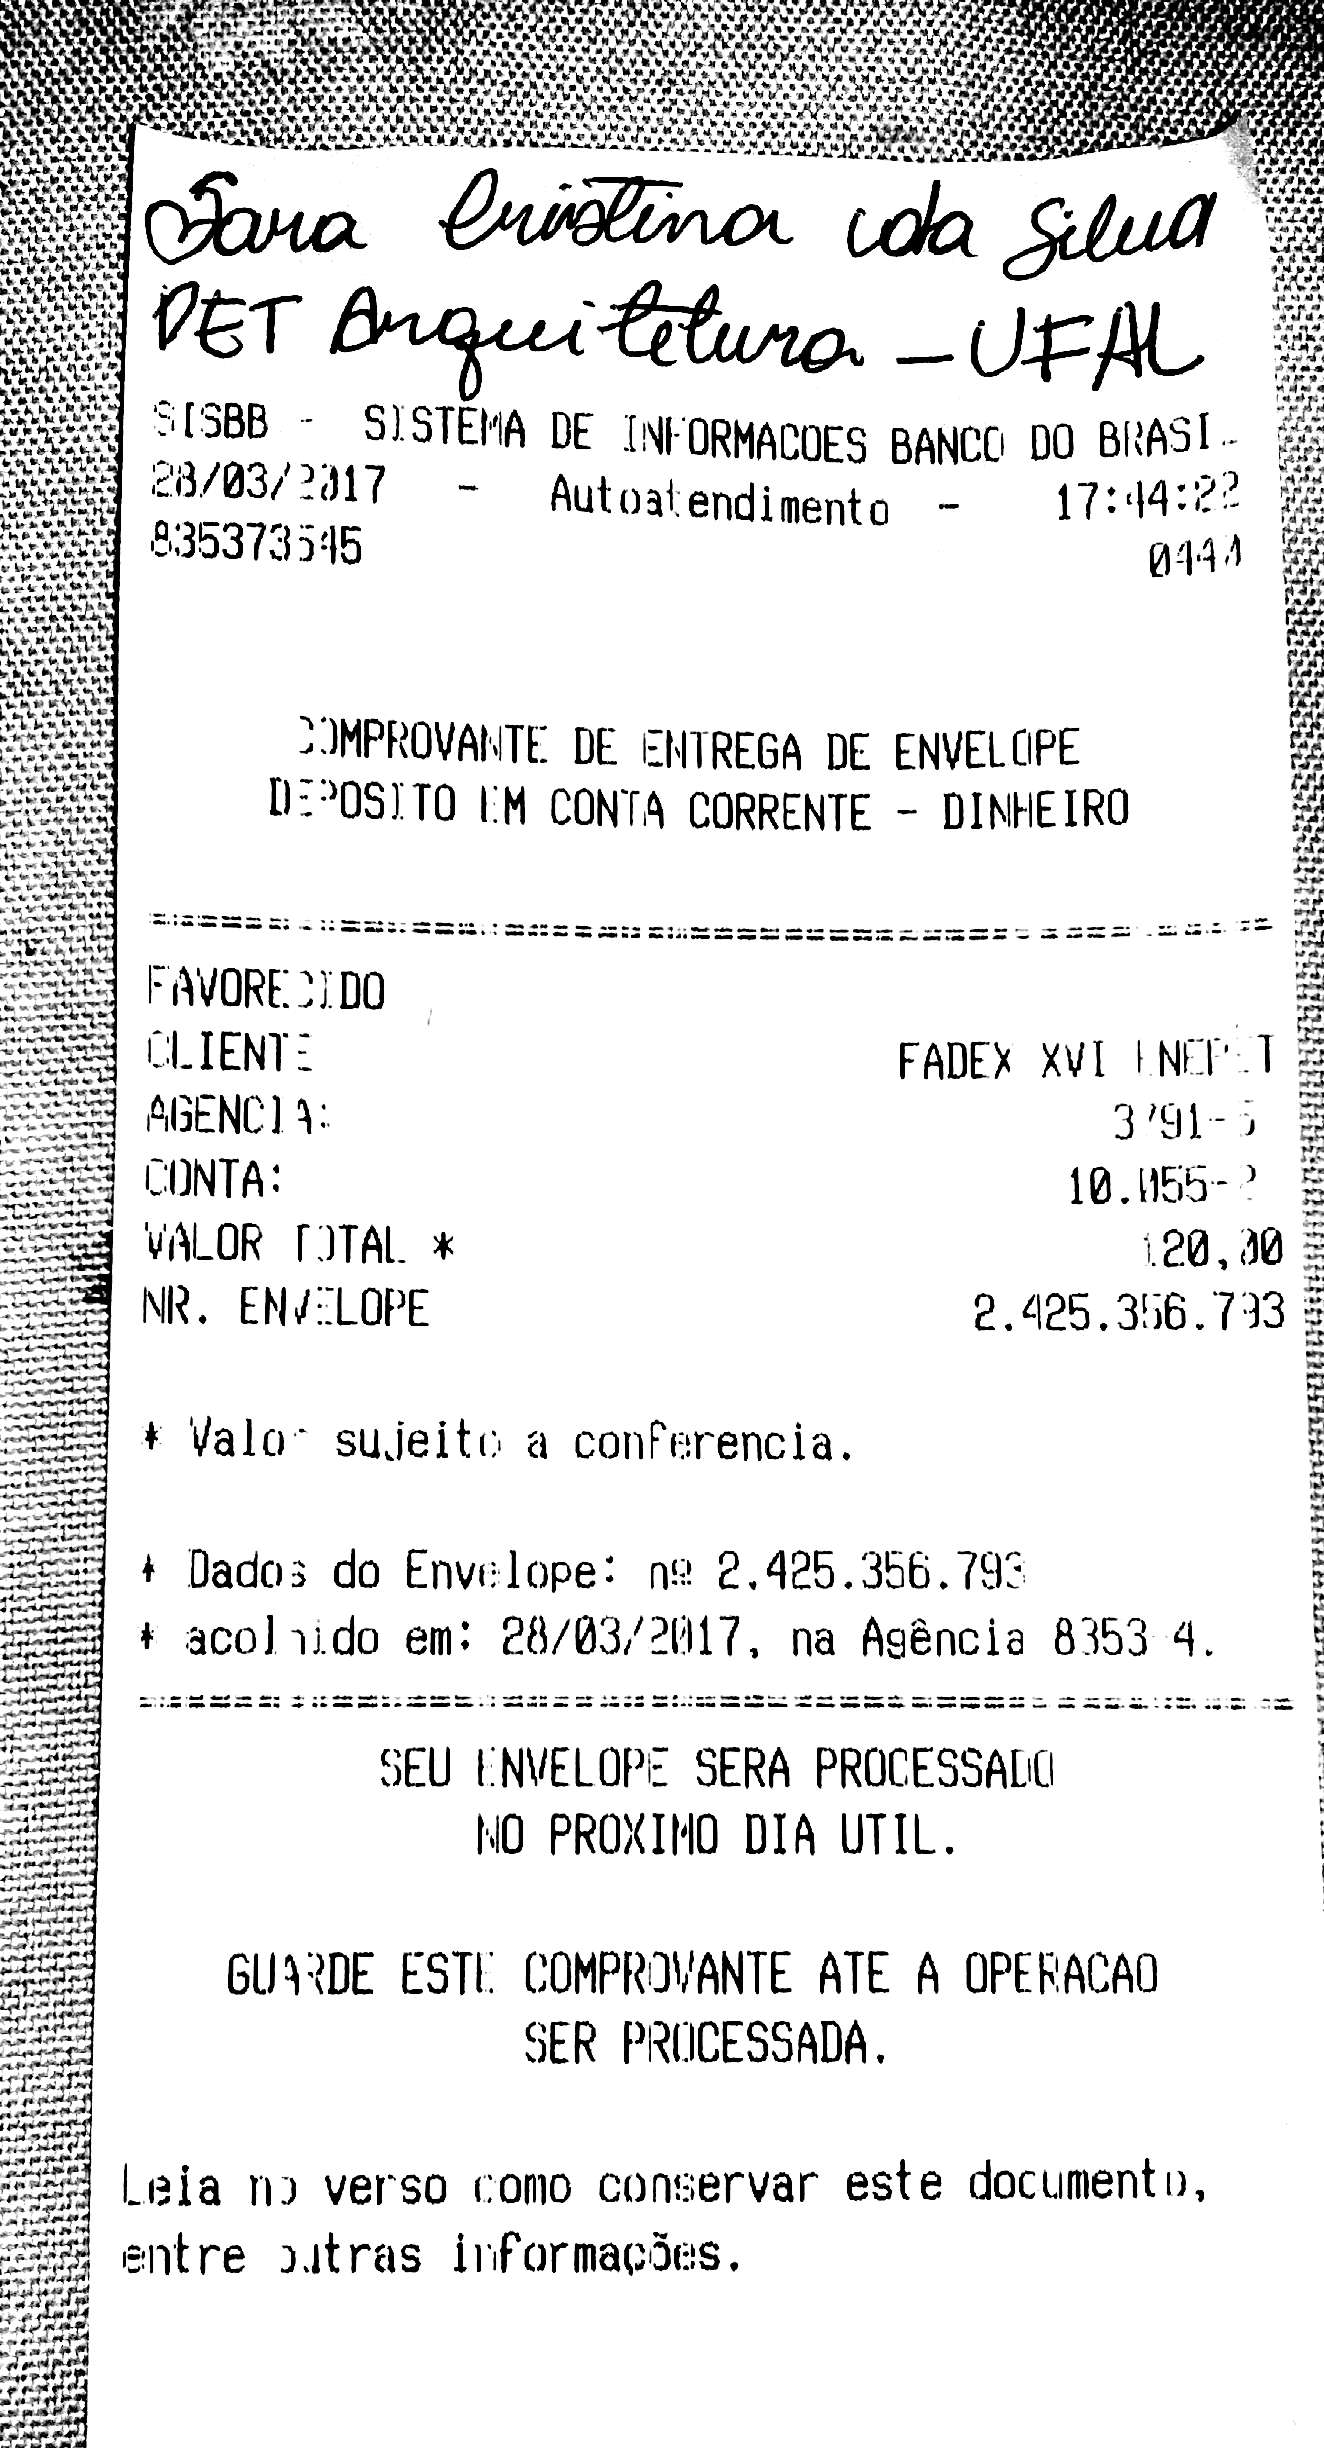 Sara Cristina da Silva
PET Arquitetura - UFAL
SISBB - SISTEMA DE INFORMACOES BANCO DO BRASIL
28/03/2017 - Autoatendimento - 17:44:22
835373545
COMPROVANTE DE ENTREGA DE ENVELOPE
DEPOSITO EM CONTA CORRENTE - DINHEIRO
FAVORECIDO
CLIENTE FADEX XVI ENEPET
AGENCIA: 3791-5
CONTA:
VALOR TOTAL * 120,00
NR. ENVELOPE 2.425.356.793
* Valor sujeito a conferencia.
* Dados do Envelope: nº 2.425.356.793
* acolhido em: 28/03/2017, na Agência 8353-4.
SEU ENVELOPE SERA PROCESSADO
NO PROXIMO DIA UTIL.
GUARDE ESTE COMPROVANTE ATE A OPERACAO
SER PROCESSADA.
Leia no verso como conservar este documento,
entre outras informações.